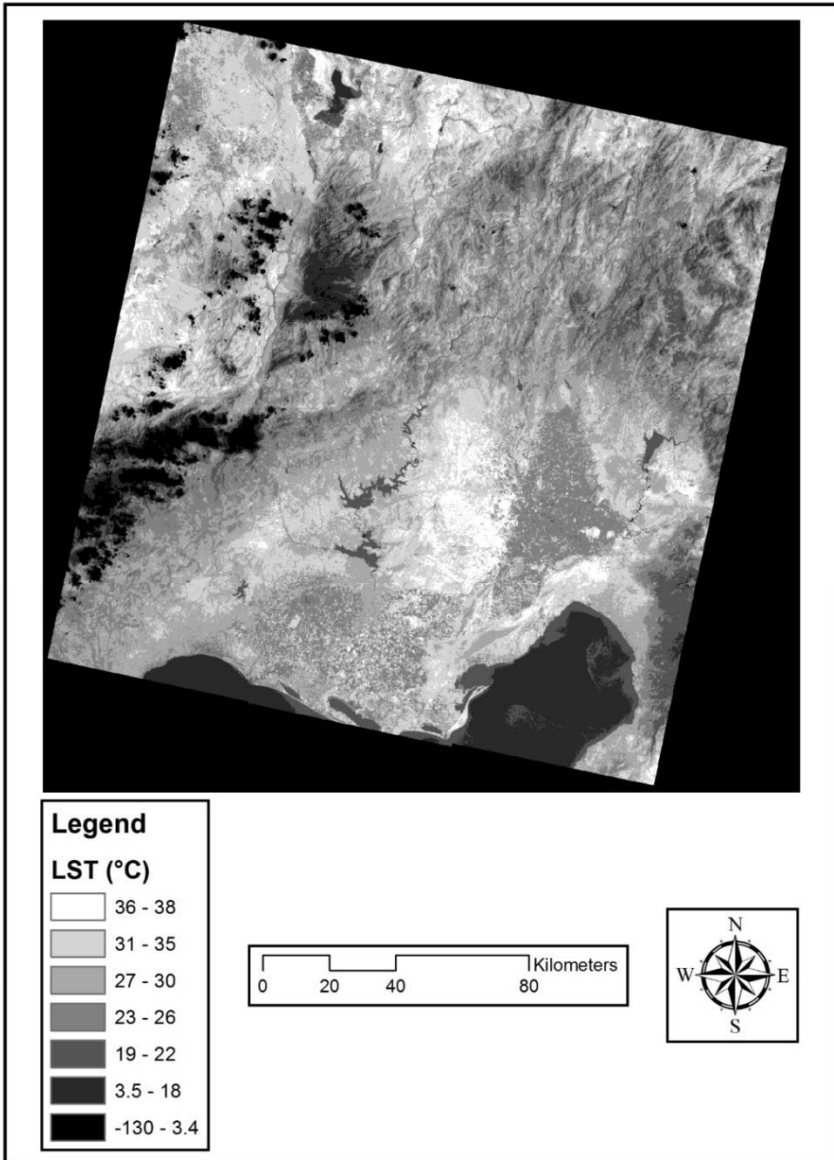 Legend
LST (°C)
36 - 38
31 - 35
27 - 30
23 - 26
19 - 22
3.5 - 18
-130 - 3.4
Kilometers
0 20 40 80
N
W E
S